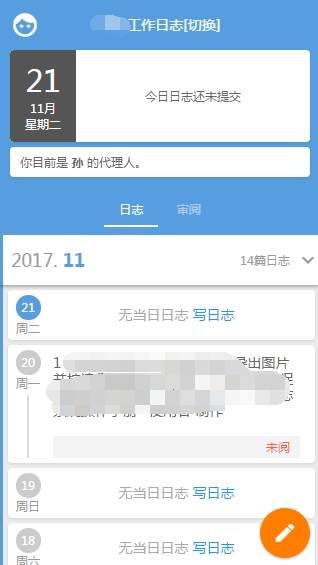 工作日志[切换]
21
11月
星期二
今日日志还未提交
你目前是 孙 的代理人。
日志
审阅
2017. 11
14篇日志
21
周二
无当日日志 写日志
20
周一
1
导出图片
未阅
19
周日
无当日日志 写日志
18
周六
无当日日志 写日志